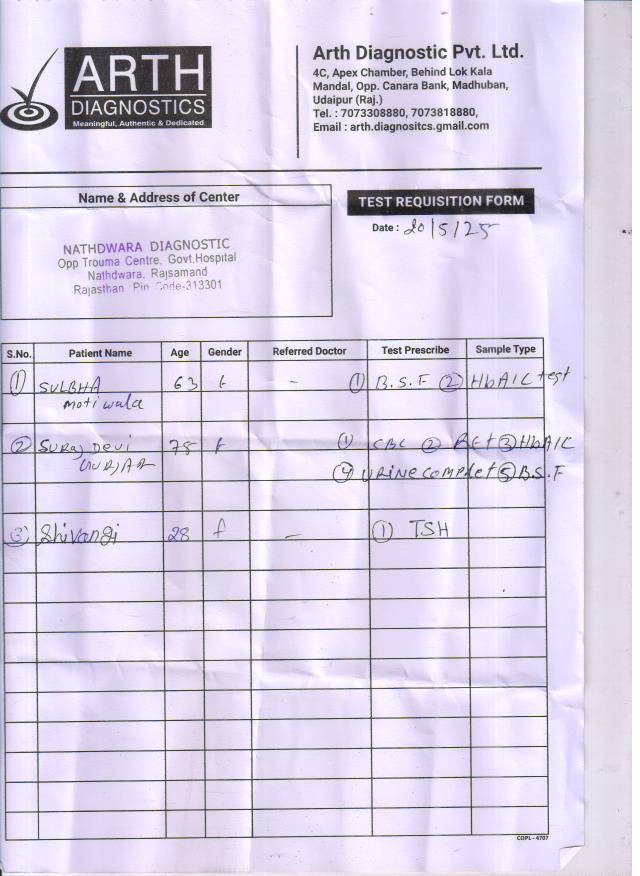 ARTH
DIAGNOSTICS
Meaningful, Authentic & Dedicated
Arth Diagnostic Pvt. Ltd.
4C, Apex Chamber, Behind Lok Kala
Mandal, Opp. Canara Bank, Madhuban,
Udaipur (Raj.)
Tel. : 7073308880, 7073818880,
Email : arth.diagnositcs.gmail.com
Name & Address of Center
NATHDWARA DIAGNOSTIC
Opp Trouma Centre, Govt.Hospital
Nathdwara, Rajsamand
Rajasthan Pin Code-313301
TEST REQUISITION FORM
Date : 20/5/25
S.No. Patient Name Age Gender Referred Doctor Test Prescribe Sample Type
① SULBHA 63 f - ① B.S.F ② HbA1C test
Motiwala
② SURAJ Devi 78 f ① CBC ② RFT ③ HbA1C
GURJAR ④ URINE COMPLET ⑤ B.S.F
③ Shivangi 28 f - ① TSH
CDPL - 4707